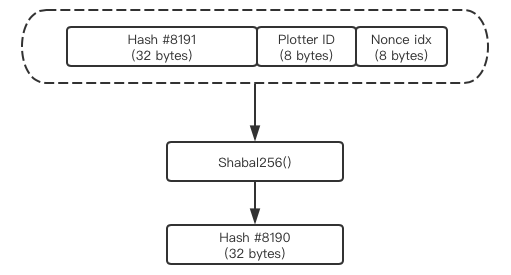 Hash #8191
(32 bytes)
Plotter ID
(8 bytes)
Nonce idx
(8 bytes)
Shabal256()
Hash #8190
(32 bytes)